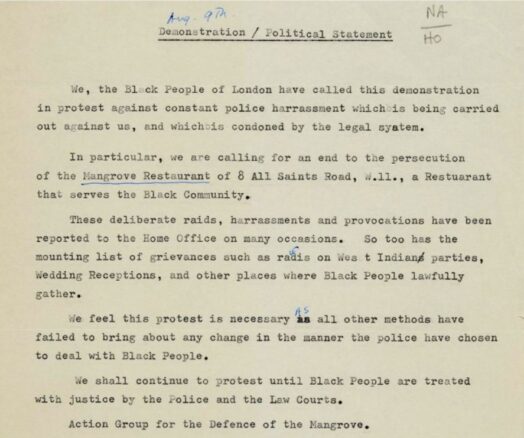 Aug. 9th.
NA
HO
Demonstration / Political Statement
We, the Black People of London have called this demonstration
in protest against constant police harrassment which is being carried
out against us, and which is condoned by the legal system.
In particular, we are calling for an end to the persecution
of the Mangrove Restaurant of 8 All Saints Road, W.11., a Restuarant
that serves the Black Community.
These deliberate raids, harrassments and provocations have been
reported to the Home Office on many occasions. So too has the
mounting list of grievances such as radis on Wes t Indian parties,
Wedding Receptions, and other places where Black People lawfully
gather.
We feel this protest is necessary as all other methods have
failed to bring about any change in the manner the police have chosen
to deal with Black People.
We shall continue to protest until Black People are treated
with justice by the Police and the Law Courts.
Action Group for the Defence of the Mangrove.